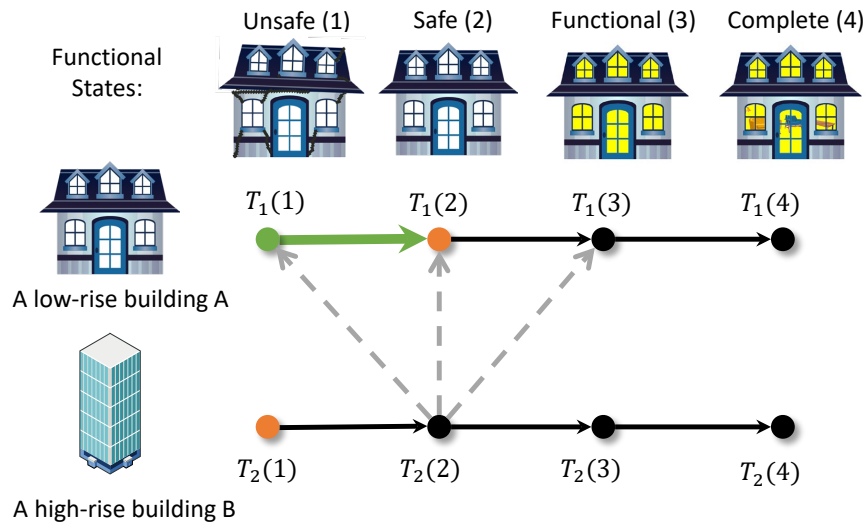 Unsafe (1) Safe (2) Functional (3) Complete (4)
Functional
States:
T₁(1) T₁(2) T₁(3) T₁(4)
A low-rise building A
T₂(1) T₂(2) T₂(3) T₂(4)
A high-rise building B